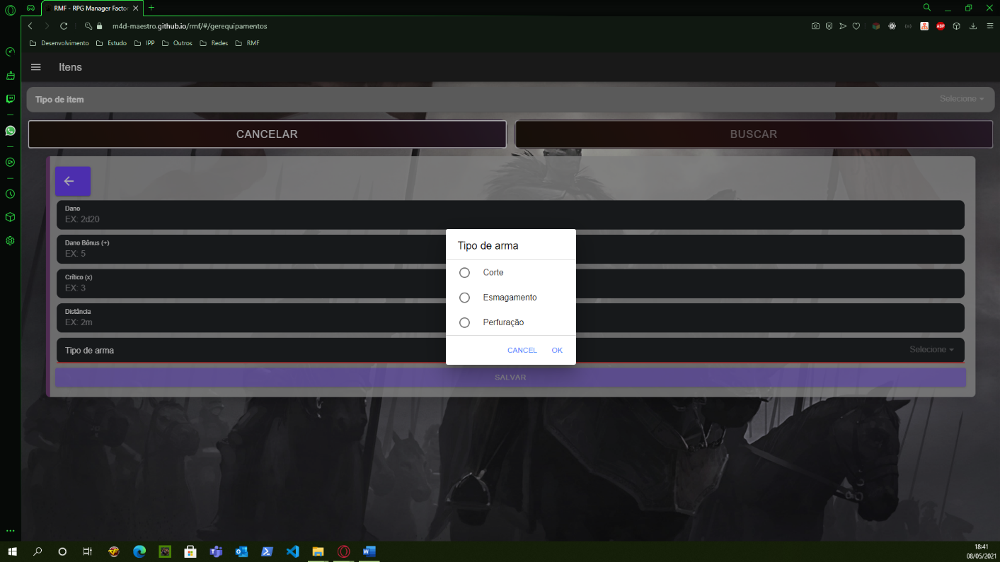 RMF - RPG Manager Factor
m4d-maestro.github.io/rmf/#/gerequipamentos
Desenvolvimento Estudo IPP Outros Redes RMF
Itens
Tipo de item Selecione
CANCELAR BUSCAR
Dano
EX: 2d20
Dano Bônus (+)
EX: 5
Crítico (x)
EX: 3
Distância
EX: 2m
Tipo de arma Selecione
SALVAR
Tipo de arma
Corte
Esmagamento
Perfuração
CANCEL OK
18:41
08/05/2021